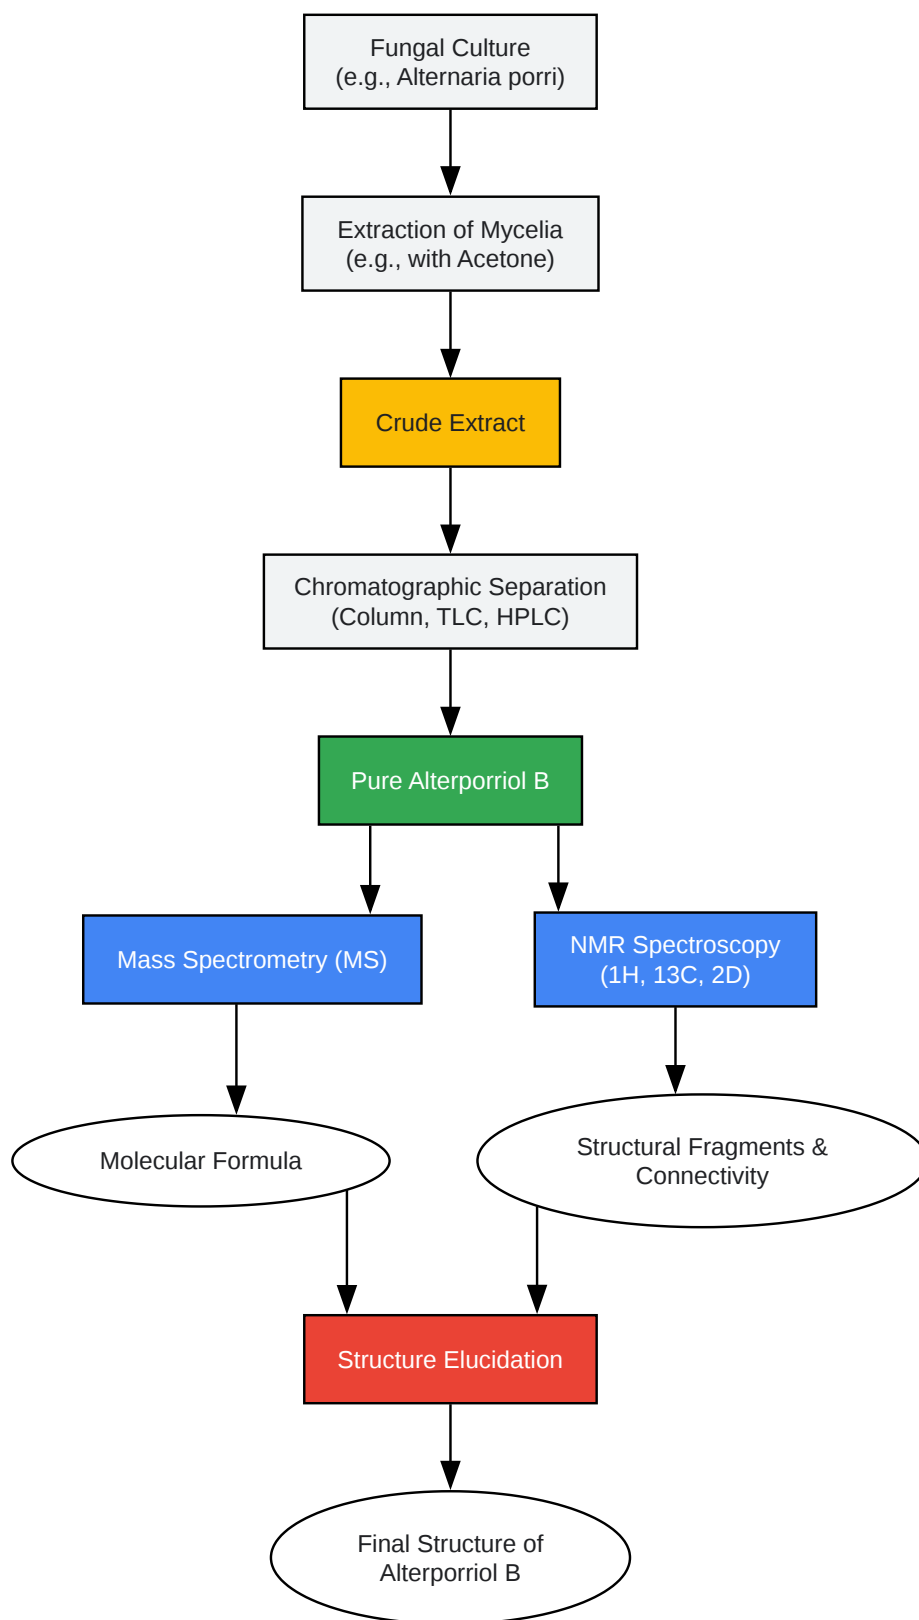 Fungal Culture
(e.g., Alternaria porri)
Extraction of Mycelia
(e.g., with Acetone)
Crude Extract
Chromatographic Separation
(Column, TLC, HPLC)
Pure Alterporriol B
Mass Spectrometry (MS)
NMR Spectroscopy
(1H, 13C, 2D)
Molecular Formula
Structural Fragments &
Connectivity
Structure Elucidation
Final Structure of
Alterporriol B